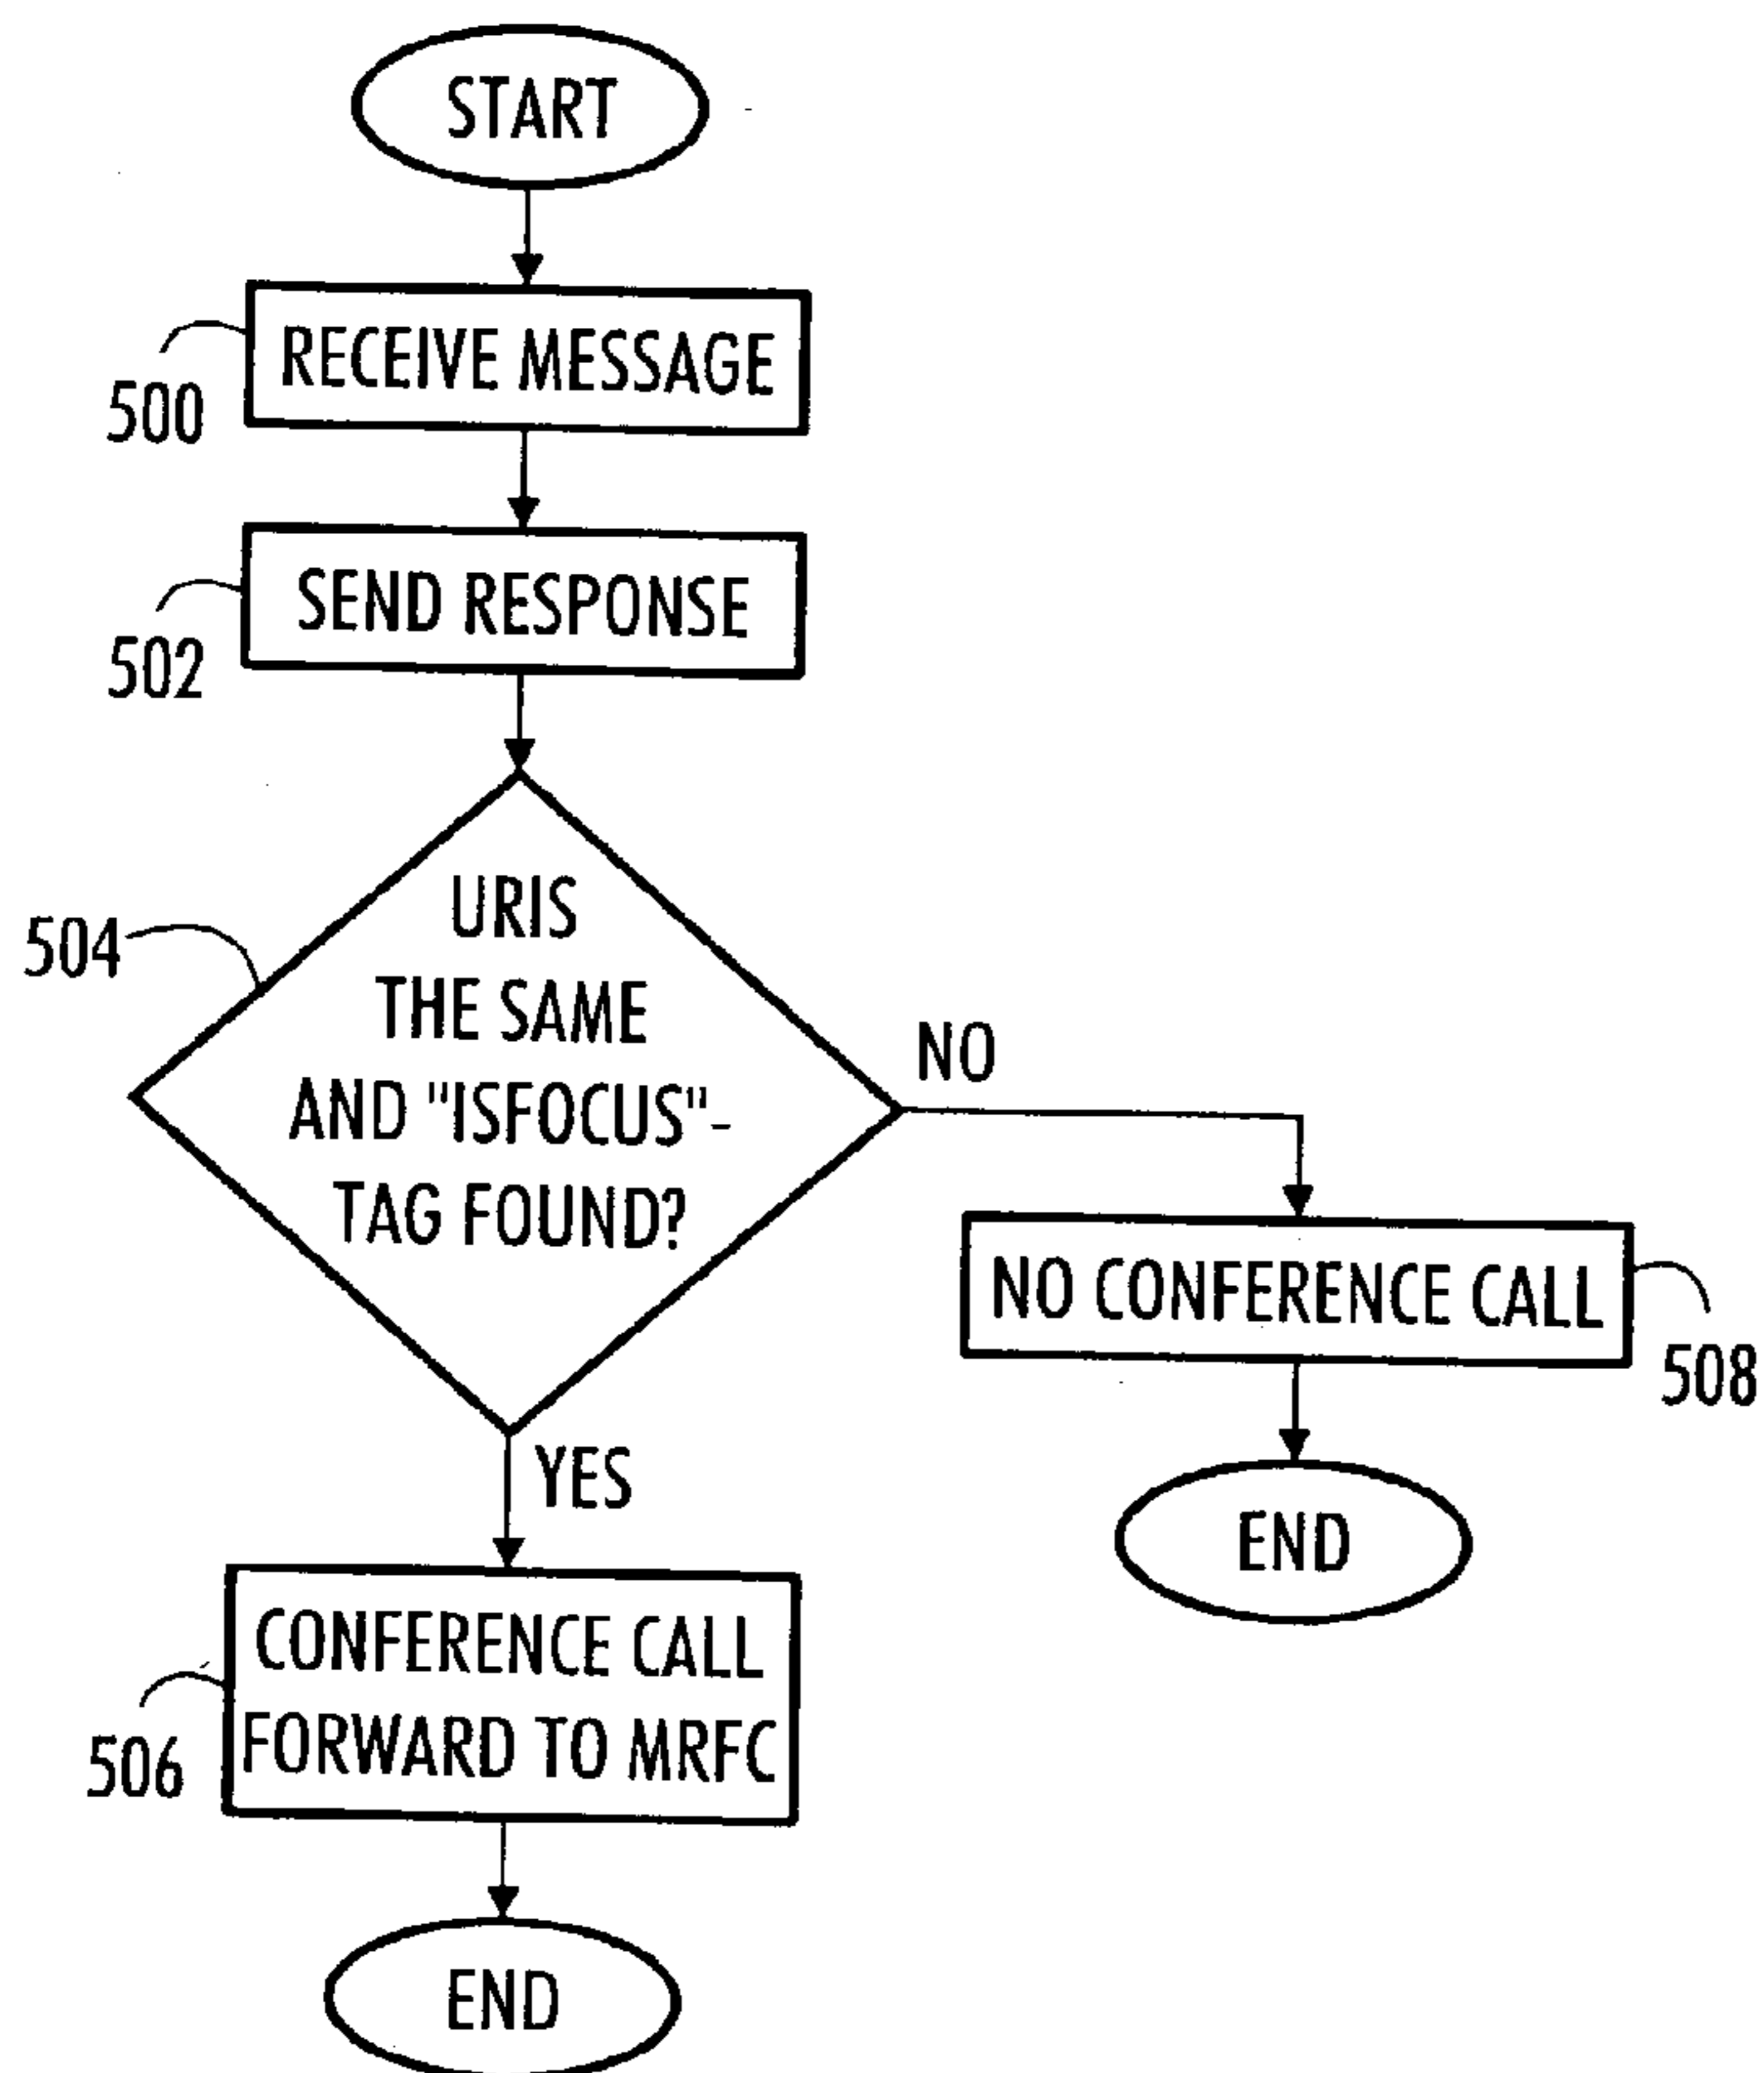 START
RECEIVE MESSAGE
500
SEND RESPONSE
502
URIS
THE SAME
AND "ISFOCUS"-
TAG FOUND?
504
NO
NO CONFERENCE CALL
508
END
YES
CONFERENCE CALL
FORWARD TO MRFC
506
END